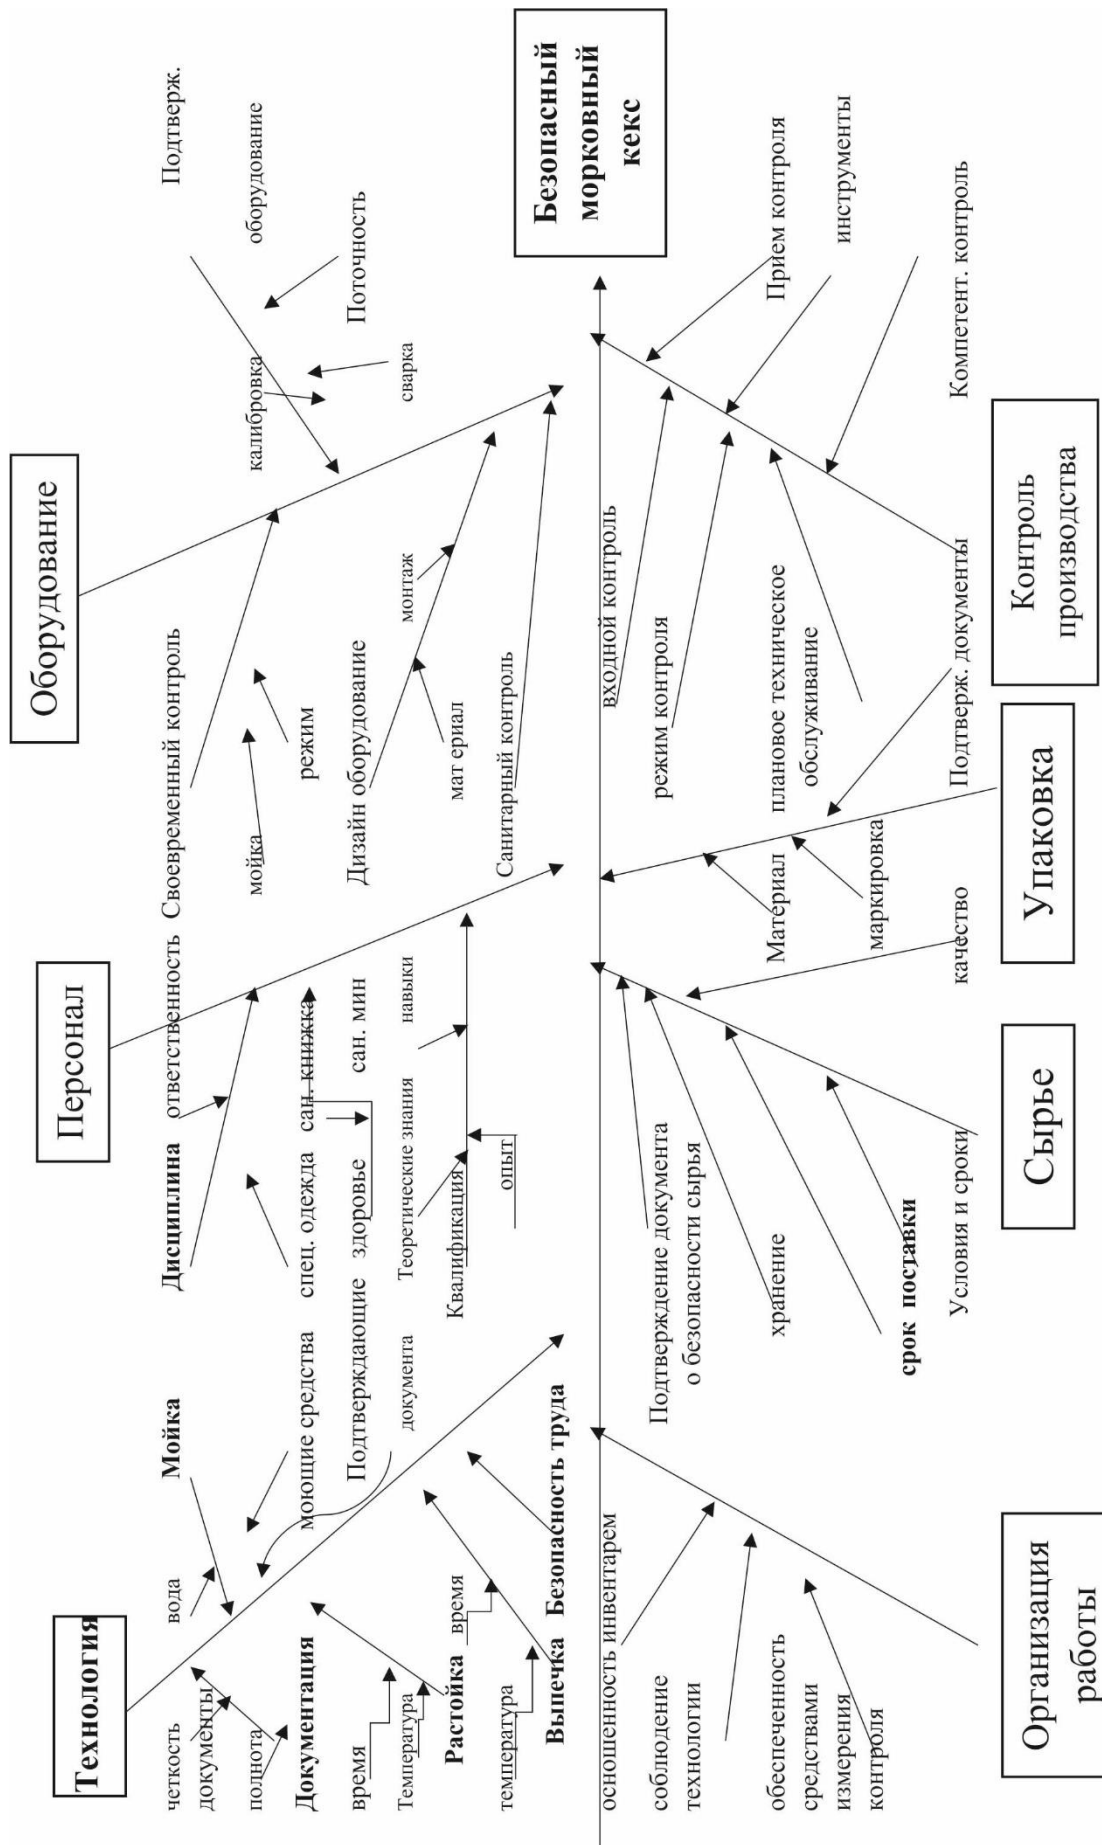 Технология
Персонал
Оборудование
четкость
документы
полнота
Документация
время
Температура
Растойка
время
температура
Выпечка
вода
Мойка
моющие средства
Подтверждающие
документа
Безопасность труда
Дисциплина
ответственность
спец. одежда
сан. книжка
здоровье
сан. мин
Теоретические знания
навыки
Квалификация
опыт
Своевременный контроль
мойка
режим
Дизайн оборудование
монтаж
мат ериал
Санитарный контроль
Подтверж.
оборудование
калибровка
Поточность
сварка
Безопасный
морковный
кекс
основшенность инвентарем
соблюдение
технологии
обеспеченность
средствами
измерения
контроля
Подтверждение документа
о безопасности сырья
хранение
срок поставки
Условия и сроки
качество
Материал
маркировка
Подтверж. документы
входной контроль
режим контроля
плановое техническое
обслуживание
Прием контроля
инструменты
Компетент. контроль
Организация
работы
Сырье
Упаковка
Контроль
производства